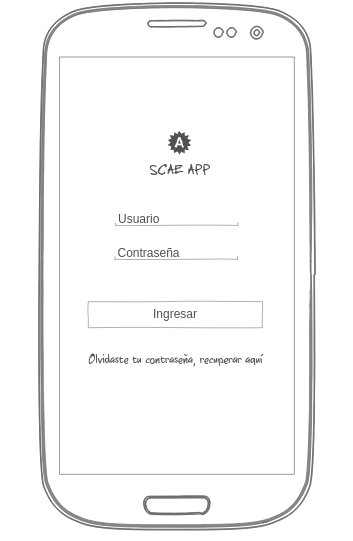 A
SCAE APP
Usuario
Contraseña
Ingresar
Olvidaste tu contraseña, recuperar aquí